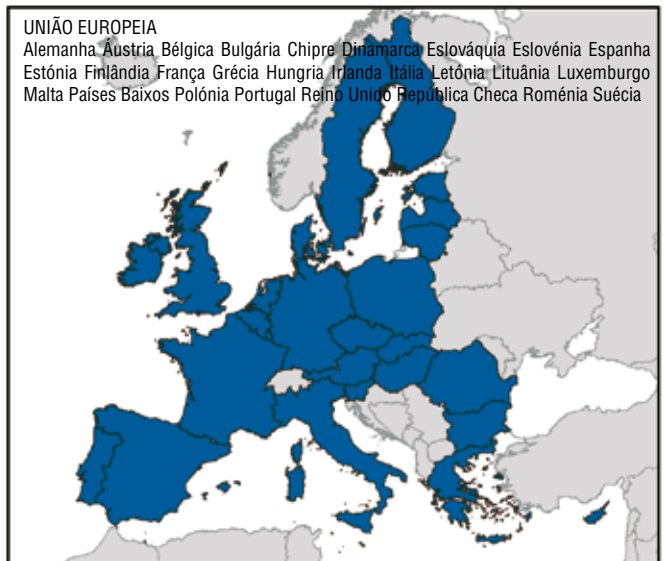 UNIÃO EUROPEIA
Alemanha Áustria Bélgica Bulgária Chipre Dinamarca Eslováquia Eslovénia Espanha
Estónia Finlândia França Grécia Hungria Irlanda Itália Letónia Lituânia Luxemburgo
Malta Países Baixos Polónia Portugal Reino Unido República Checa Roménia Suécia